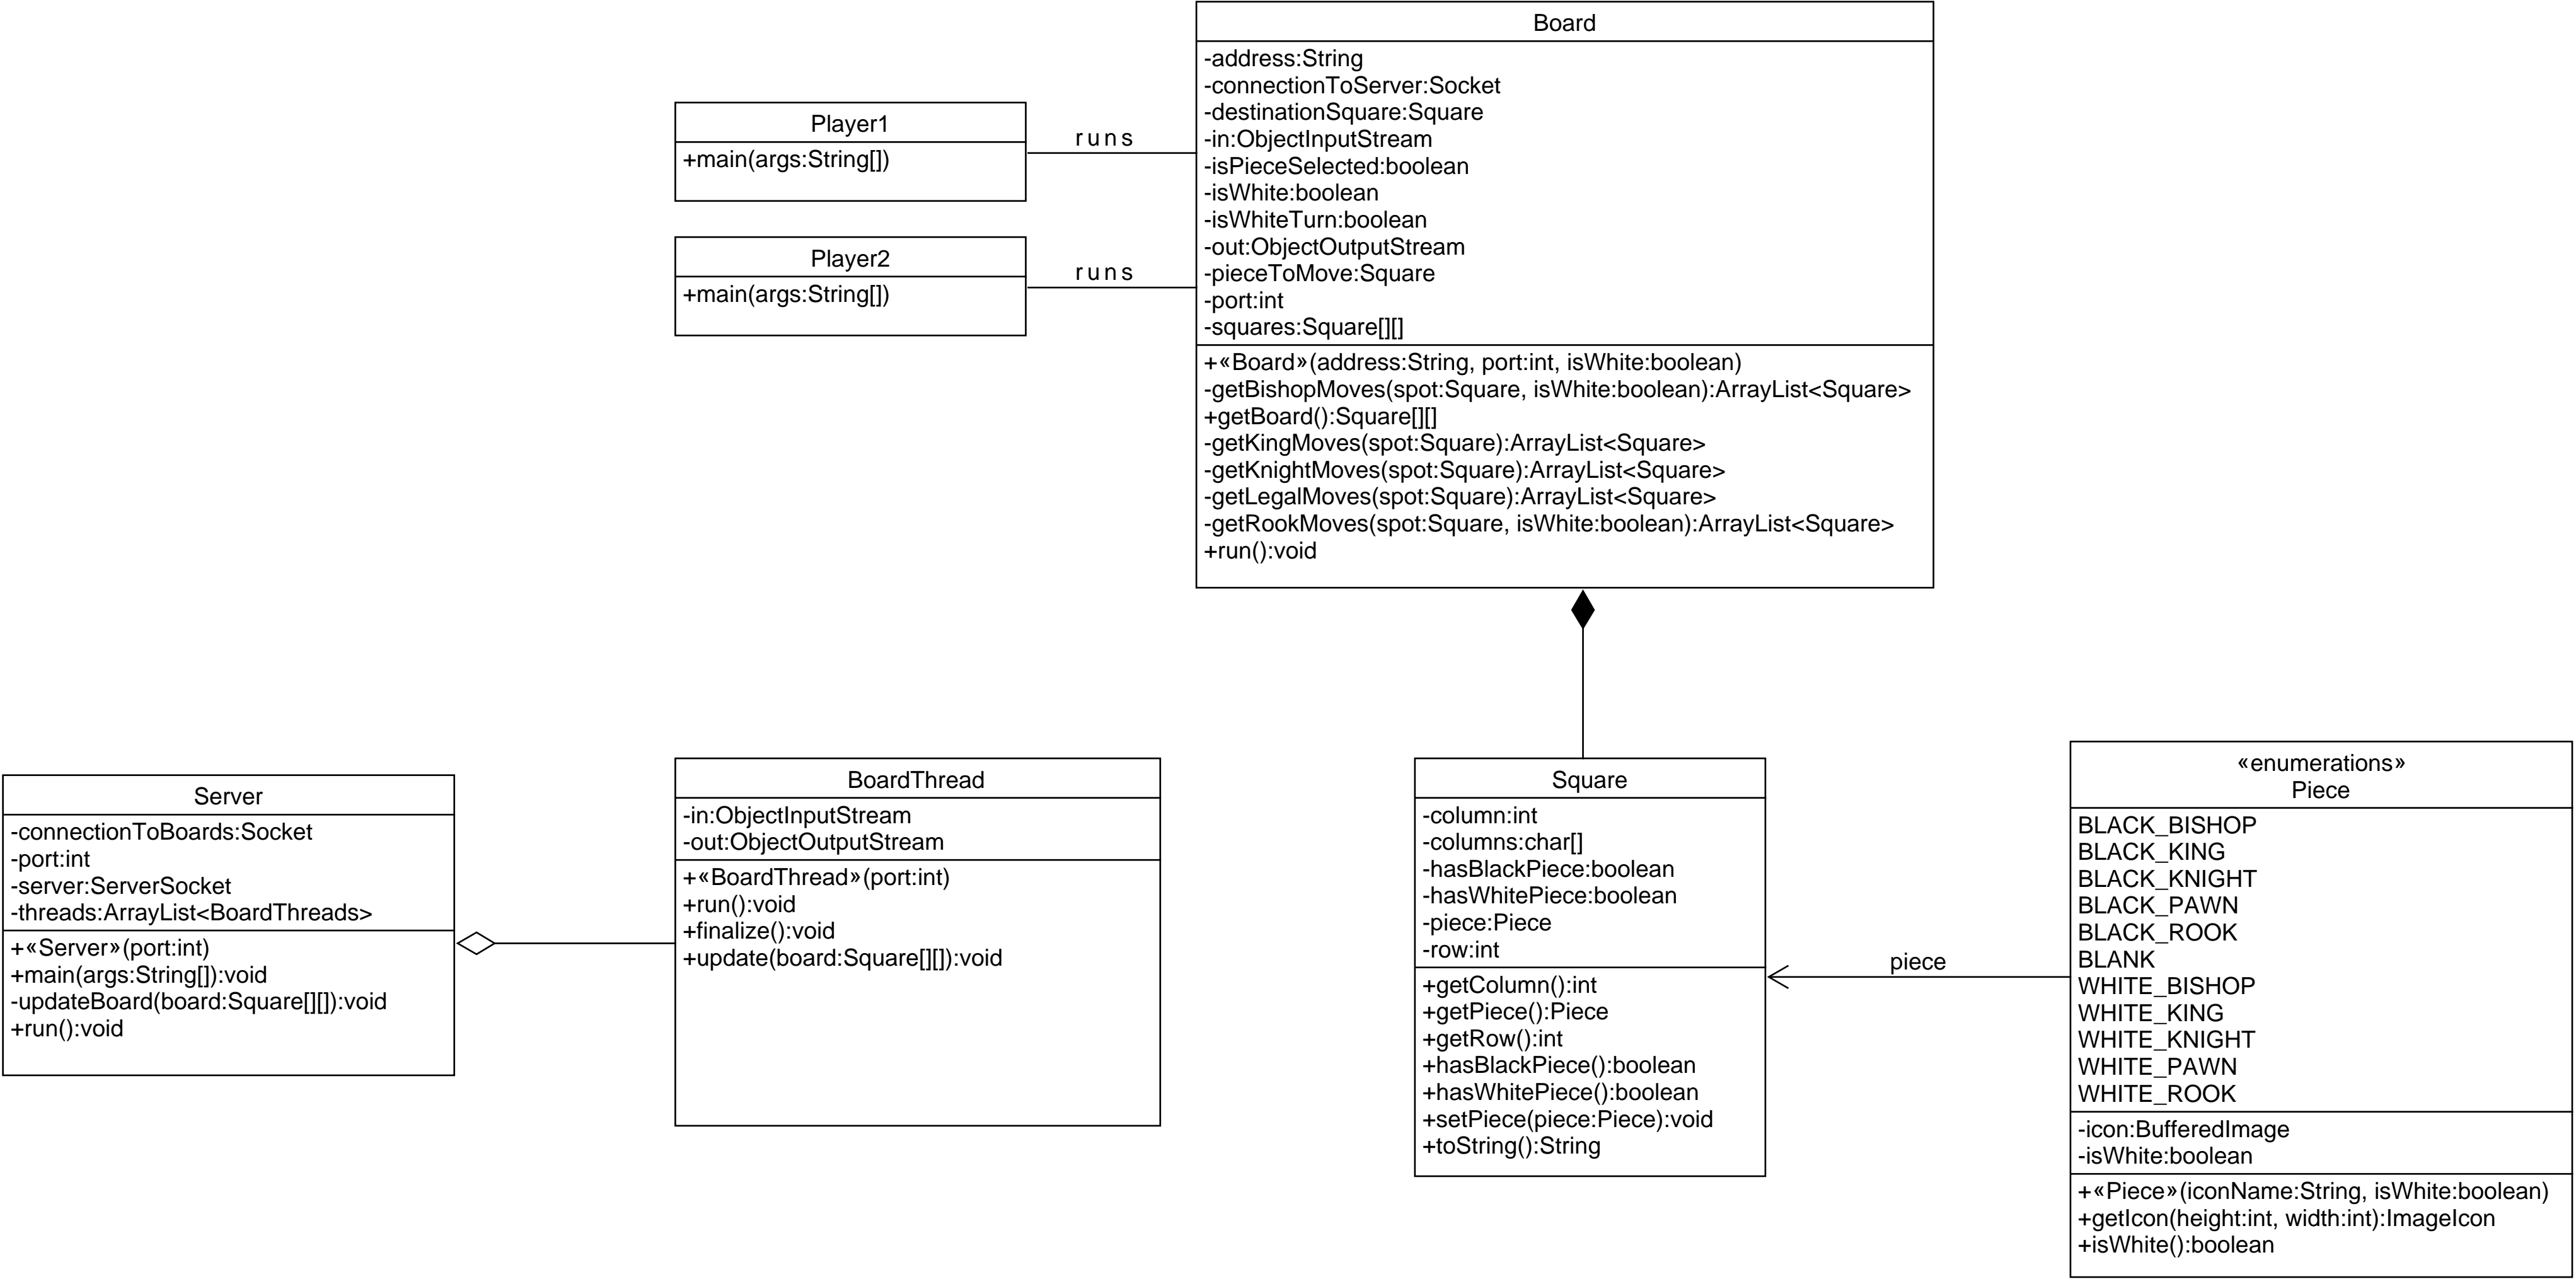 Board
-address:String
-connectionToServer:Socket
-destinationSquare:Square
-in:ObjectInputStream
-isPieceSelected:boolean
-isWhite:boolean
-isWhiteTurn:boolean
-out:ObjectOutputStream
-pieceToMove:Square
-port:int
-squares:Square[][]
+«Board»(address:String, port:int, isWhite:boolean)
-getBishopMoves(spot:Square, isWhite:boolean):ArrayList<Square>
+getBoard():Square[][]
-getKingMoves(spot:Square):ArrayList<Square>
-getKnightMoves(spot:Square):ArrayList<Square>
-getLegalMoves(spot:Square):ArrayList<Square>
-getRookMoves(spot:Square, isWhite:boolean):ArrayList<Square>
+run():void
Player1
+main(args:String[])
runs
Player2
+main(args:String[])
runs
Server
-connectionToBoards:Socket
-port:int
-server:ServerSocket
-threads:ArrayList<BoardThreads>
+«Server»(port:int)
+main(args:String[]):void
-updateBoard(board:Square[][]):void
+run():void
BoardThread
-in:ObjectInputStream
-out:ObjectOutputStream
+«BoardThread»(port:int)
+run():void
+finalize():void
+update(board:Square[][]):void
Square
-column:int
-columns:char[]
-hasBlackPiece:boolean
-hasWhitePiece:boolean
-piece:Piece
-row:int
+getColumn():int
+getPiece():Piece
+getRow():int
+hasBlackPiece():boolean
+hasWhitePiece():boolean
+setPiece(piece:Piece):void
+toString():String
piece
«enumerations»
Piece
BLACK_BISHOP
BLACK_KING
BLACK_KNIGHT
BLACK_PAWN
BLACK_ROOK
BLANK
WHITE_BISHOP
WHITE_KING
WHITE_KNIGHT
WHITE_PAWN
WHITE_ROOK
-icon:BufferedImage
-isWhite:boolean
+«Piece»(iconName:String, isWhite:boolean)
+getIcon(height:int, width:int):ImageIcon
+isWhite():boolean